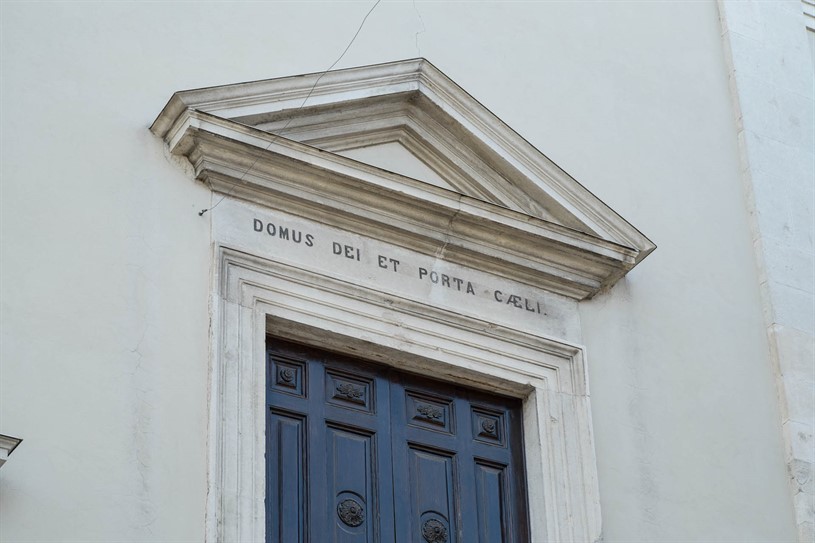 DOMUS DEI ET PORTA CÆLI.